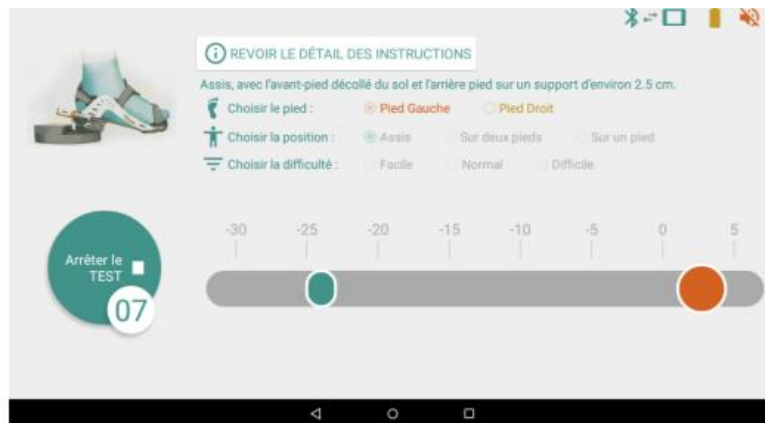 REVOIR LE DÉTAIL DES INSTRUCTIONS
Assis, avec l'avant-pied décollé du sol et l'arrière pied sur un support d'environ 2.5 cm.
Choisir le pied : Pied Gauche Pied Droit
Choisir la position : Assis Sur deux pieds Sur un pied
Choisir la difficulté : Facile Normal Difficile
-30 -25 -20 -15 -10 -5 0 5
Arrêter le
TEST
07